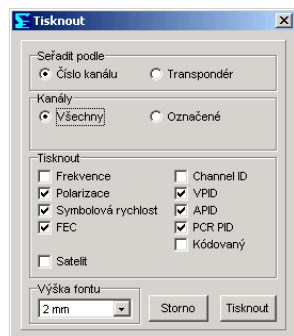 Tisknout
Seřadit podle
Číslo kanálu Transpondér
Kanály
Všechny Označené
Tisknout
Frekvence Channel ID
Polarizace VPID
Symbolová rychlost APID
FEC PCR PID
Kódovaný
Satelit
Výška fontu
2 mm Storno Tisknout